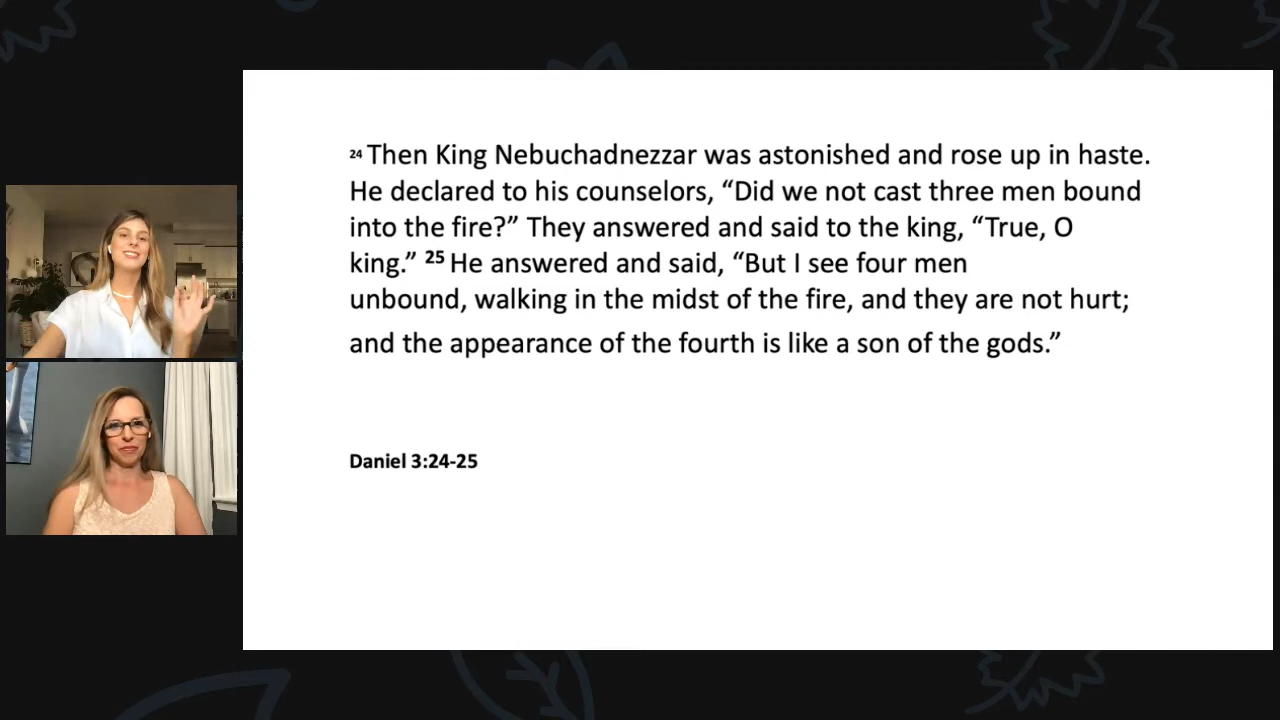 24 Then King Nebuchadnezzar was astonished and rose up in haste.
He declared to his counselors, “Did we not cast three men bound
into the fire?” They answered and said to the king, “True, O
king.” 25 He answered and said, “But I see four men
unbound, walking in the midst of the fire, and they are not hurt;
and the appearance of the fourth is like a son of the gods.”
Daniel 3:24-25